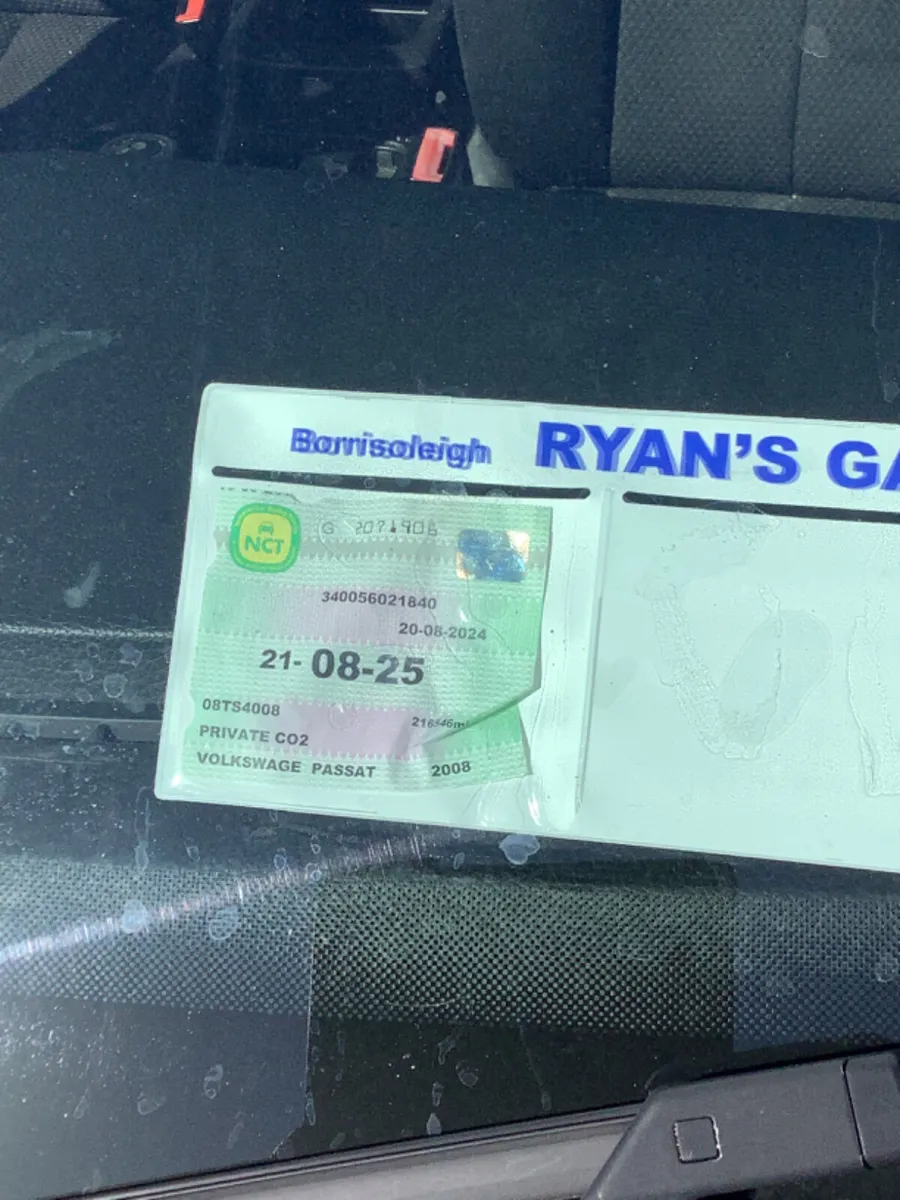 Borrisoleigh RYAN'S GA
NCT
340056021840
20-08-2024
21-08-25
08TS4008
PRIVATE CO2
VOLKSWAGE PASSAT 2008